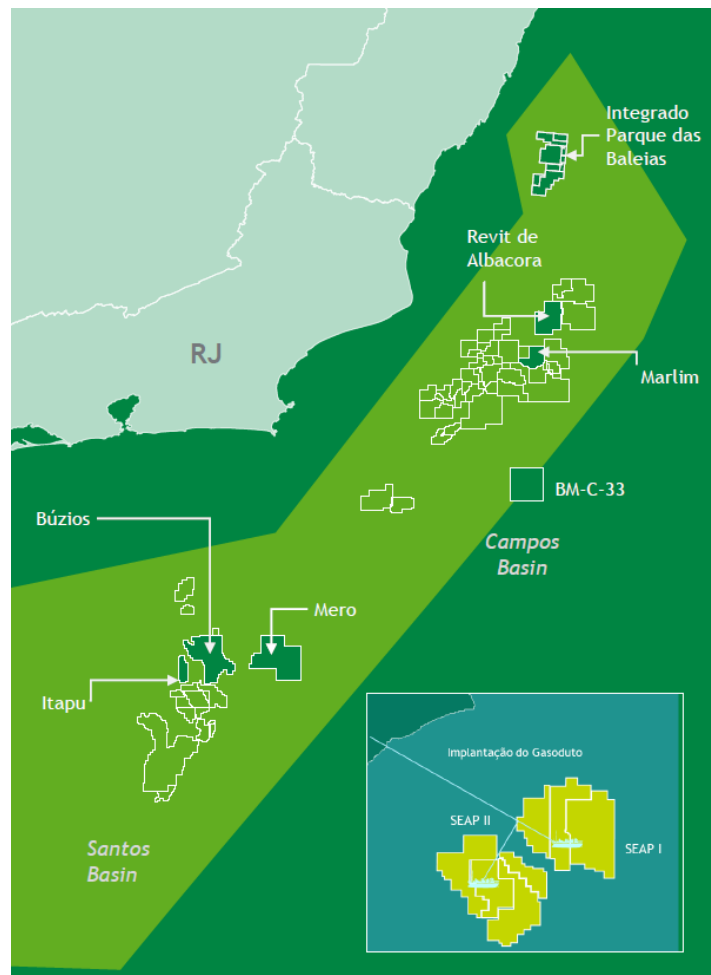 Integrado
Parque das
Baleias
Revit de
Albacora
RJ
Marlim
BM-C-33
Búzios
Campos
Basin
Mero
Itapu
Implantação do Gasoduto
SEAP II
SEAP I
Santos
Basin